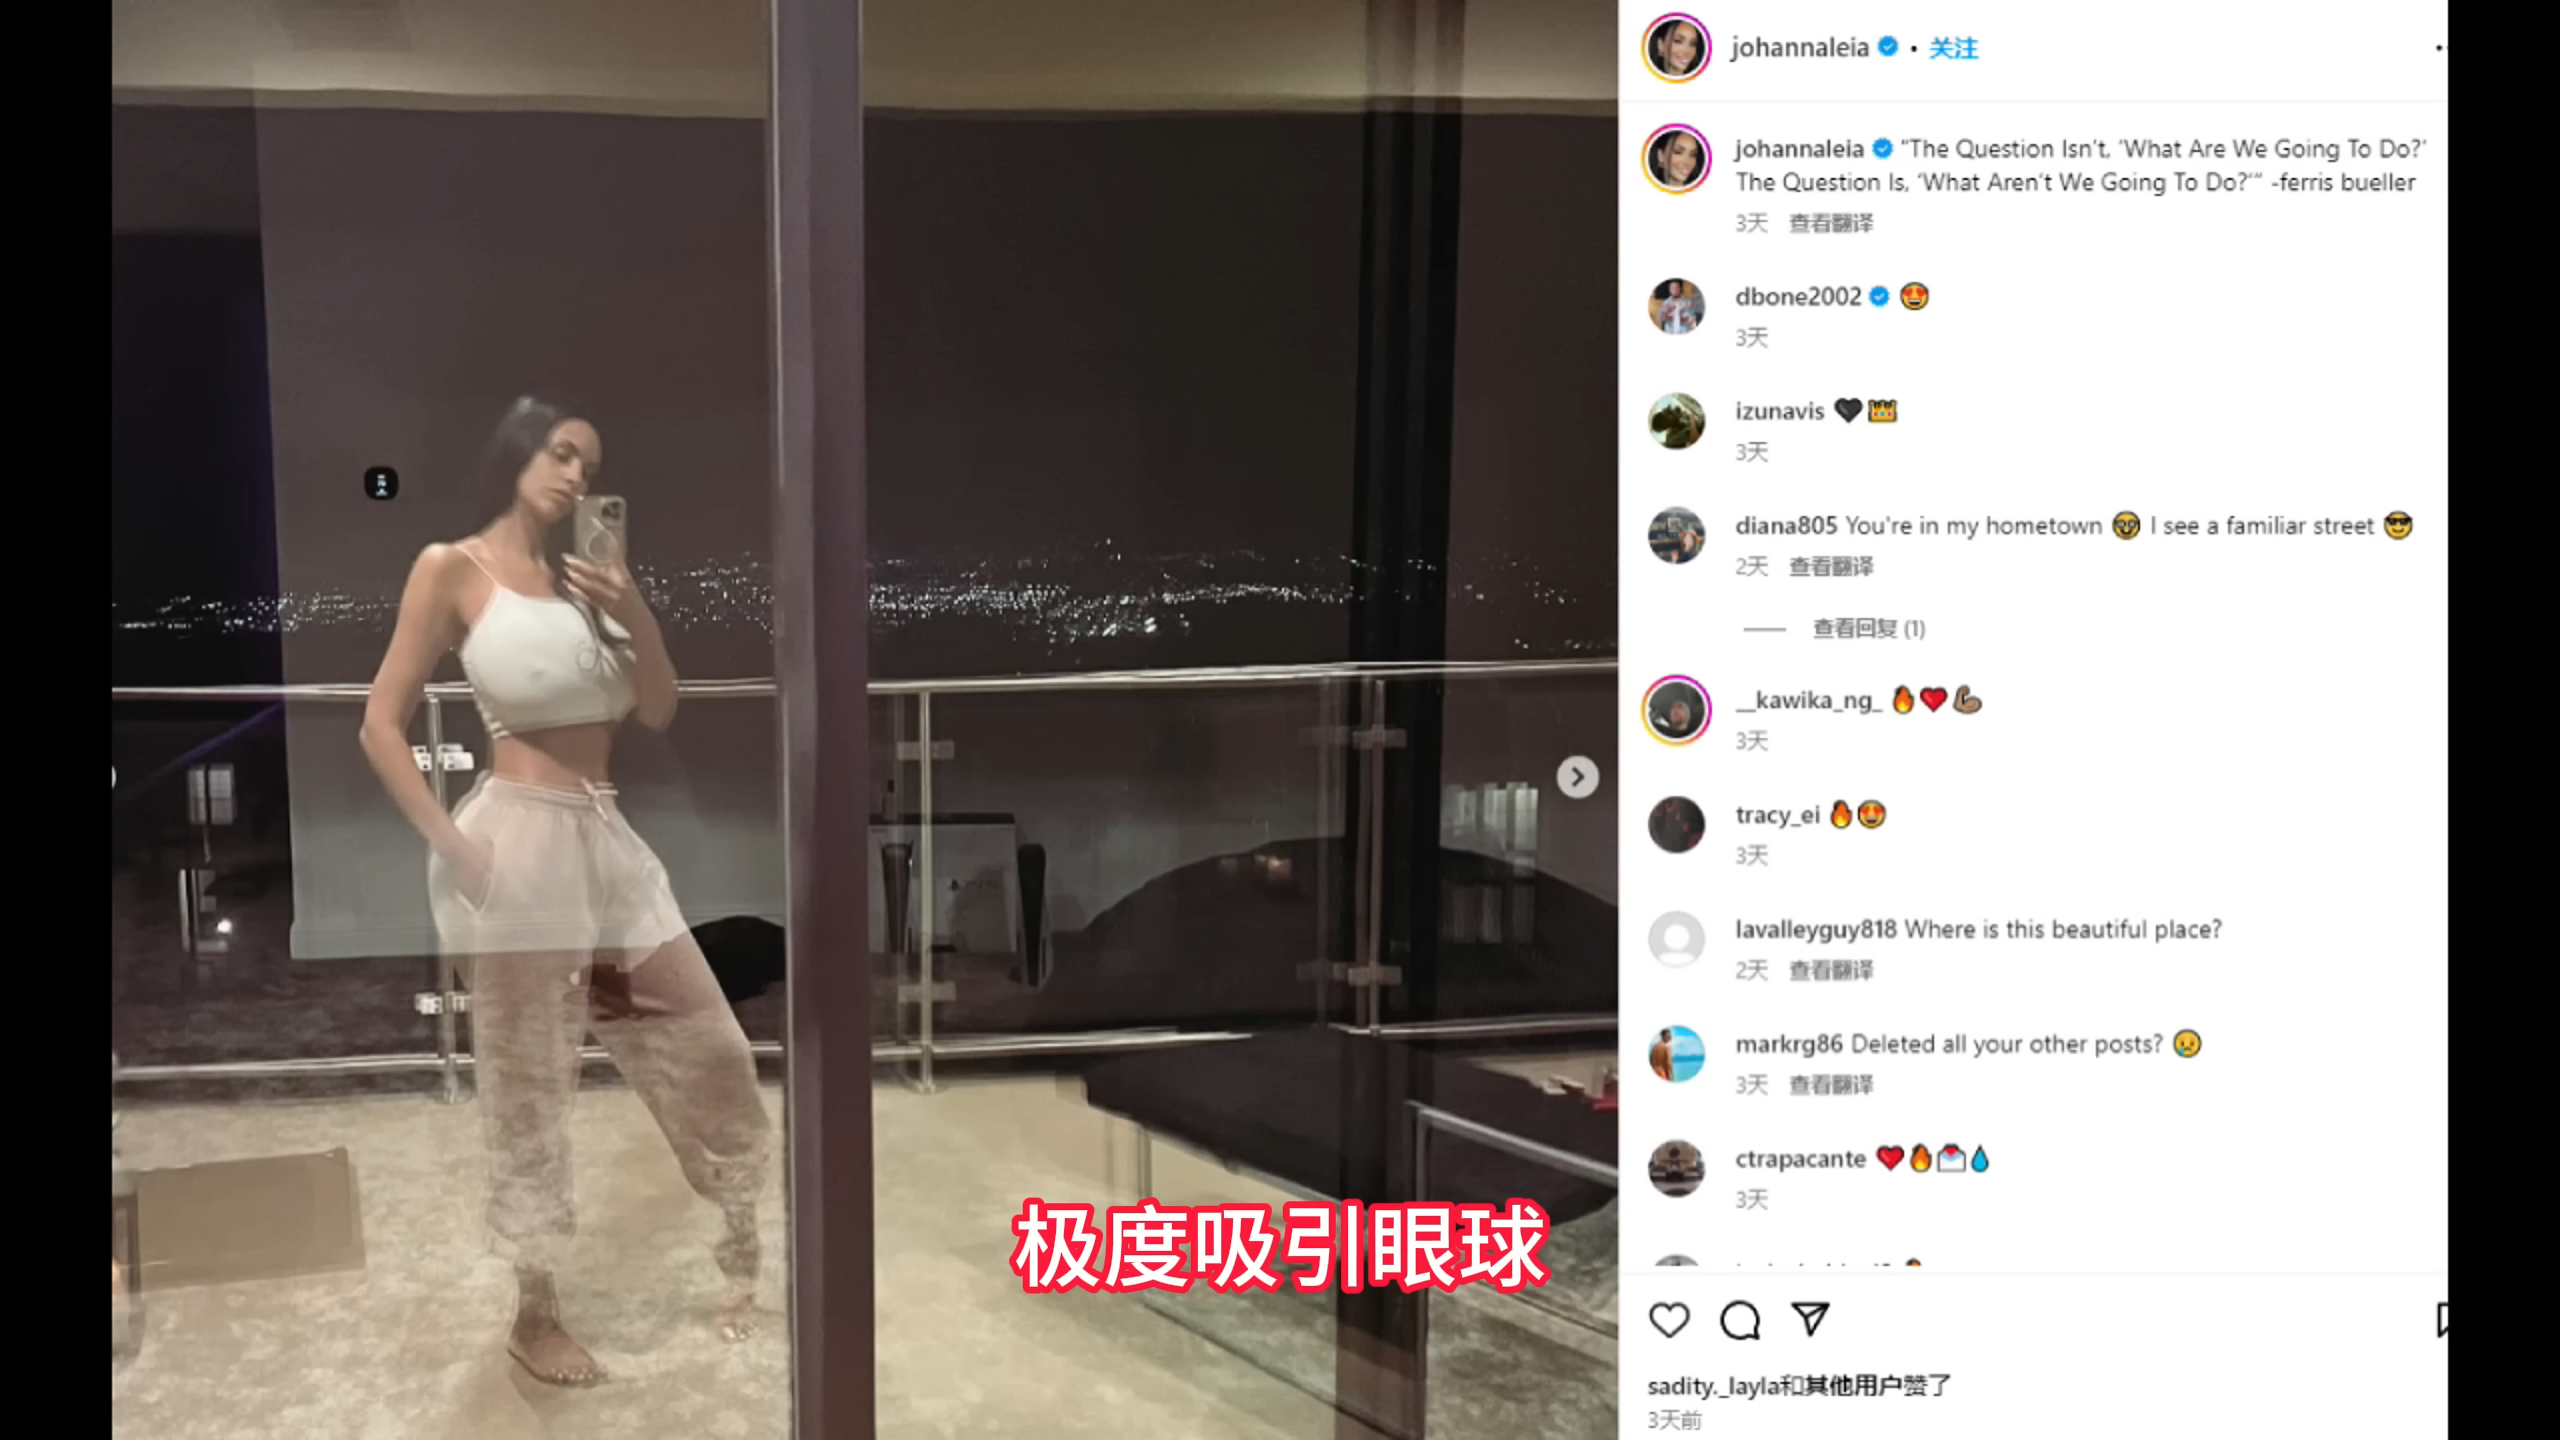 johannaleia • 关注
johannaleia “The Question Isn’t, ‘What Are We Going To Do?’
The Question Is, ‘What Aren’t We Going To Do?’” -ferris bueller
3天 查看翻译
dbone2002 😍
3天
izunavis 🖤👑
3天
diana805 You're in my hometown 🤓 I see a familiar street 😎
2天 查看翻译
查看回复 (1)
__kawika_ng_ 🔥❤️💪🏽
3天
tracy_ei 🔥😍
3天
lavalleyguy818 Where is this beautiful place?
2天 查看翻译
markrg86 Deleted all your other posts? 😢
3天 查看翻译
ctrapacante ❤️🔥💌💧
3天
极度吸引眼球
sadity._layla和其他用户赞了
3天前